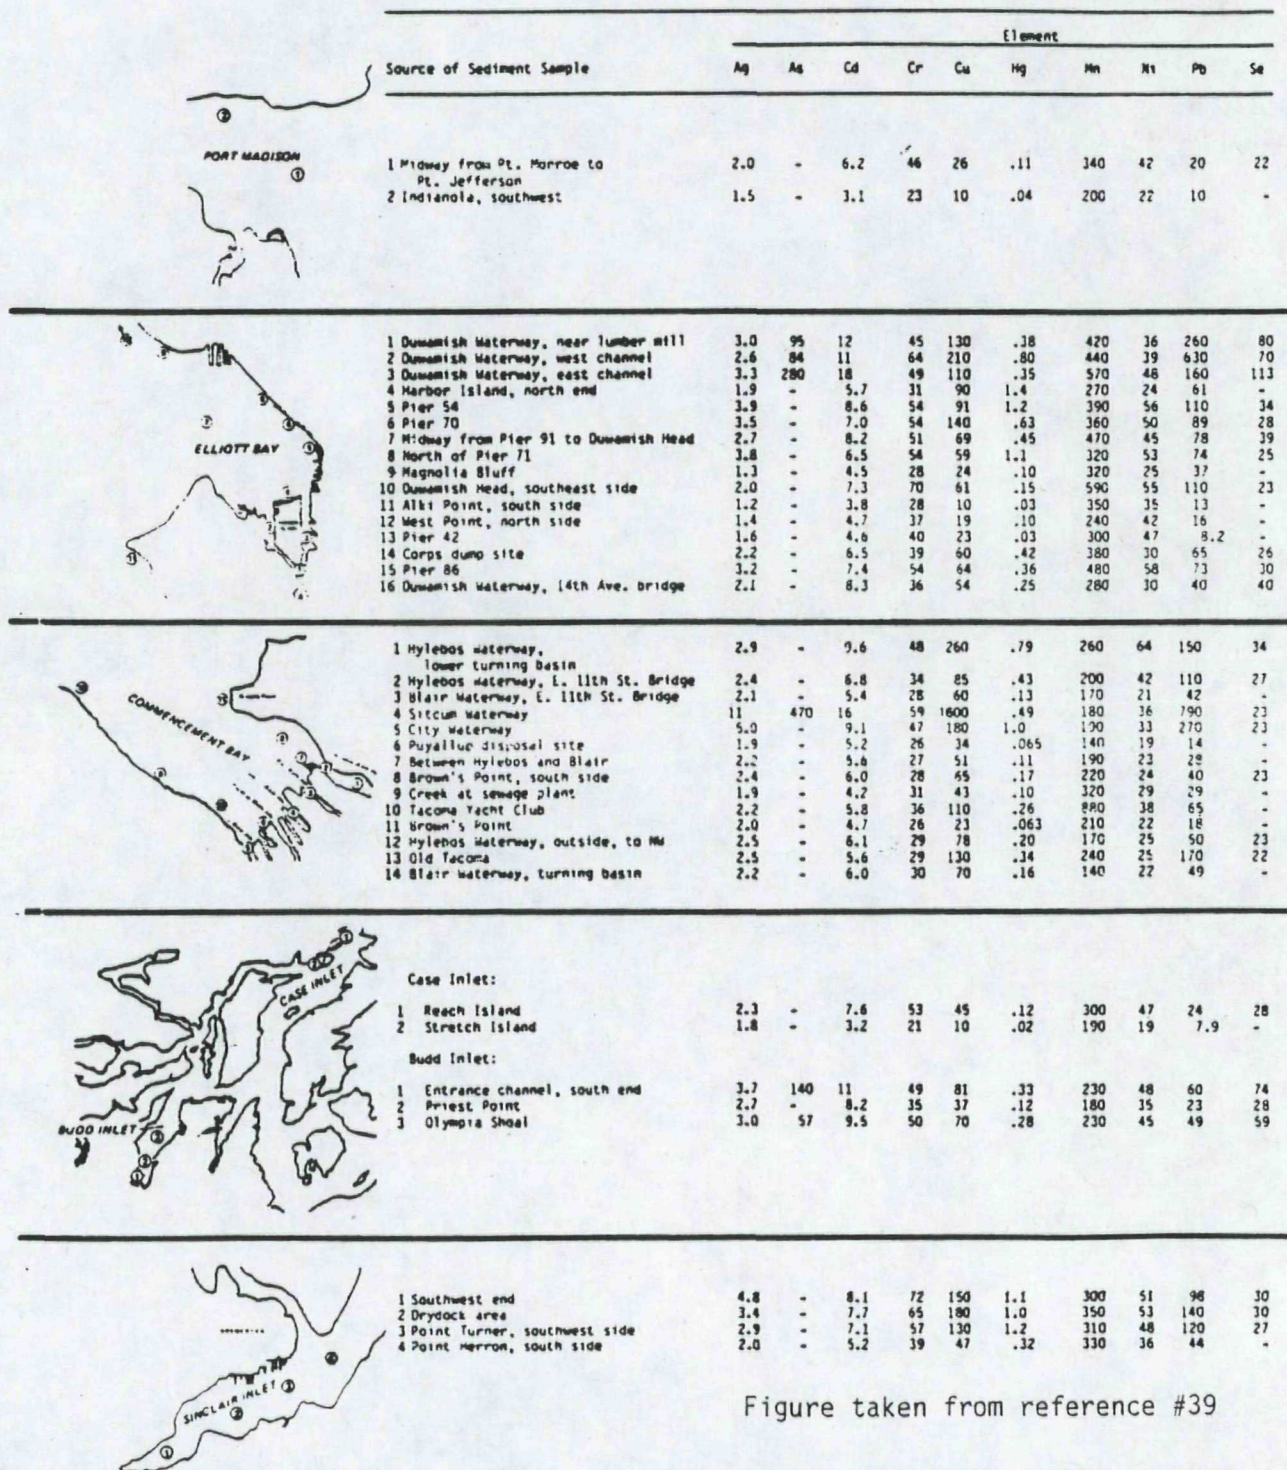 Element
Source of Sediment Sample Ag As Cd Cr Cu Hg Mn Ni Pb Se
PORT MADISON
1 Midway from Pt. Monroe to 2.0 - 6.2 46 26 .11 340 42 20 22
Pt. Jefferson
2 Indianola, southwest 1.5 - 3.1 23 10 .04 200 22 10 -
ELLIOTT BAY
1 Duwamish Waterway, near lumber mill 3.0 95 12 45 130 .38 420 36 260 80
2 Duwamish Waterway, west channel 2.6 84 11 64 210 .80 440 39 630 70
3 Duwamish Waterway, east channel 3.3 280 18 49 110 .35 570 48 160 113
4 Harbor Island, north end 1.9 - 5.7 31 90 1.4 270 24 61 -
5 Pier 54 3.9 - 8.6 54 91 1.2 390 56 110 34
6 Pier 70 3.5 - 7.0 54 140 .63 360 50 89 28
7 Midway from Pier 91 to Duwamish Head 2.7 - 8.2 51 69 .45 470 45 78 39
8 North of Pier 71 3.8 - 6.5 54 59 1.1 320 53 74 25
9 Magnolia Bluff 1.3 - 4.5 28 24 .10 320 25 37 -
10 Duwamish Head, southeast side 2.0 - 7.3 70 61 .15 590 55 110 23
11 Alki Point, south side 1.2 - 3.8 28 10 .03 350 35 13 -
12 West Point, north side 1.4 - 4.7 37 19 .10 240 42 16 -
13 Pier 42 1.6 - 4.6 40 23 .03 300 47 8.2 -
14 Corps dump site 2.2 - 6.5 39 60 .42 380 30 65 26
15 Pier 86 3.2 - 7.4 54 64 .36 480 58 73 30
16 Duwamish Waterway, 14th Ave. bridge 2.1 - 8.3 36 54 .25 280 30 40 40
COMMENCEMENT BAY
1 Hylebos Waterway, 2.9 - 9.6 48 260 .79 260 64 150 34
lower turning basin
2 Hylebos Waterway, E. 11th St. Bridge 2.4 - 6.8 34 85 .43 200 42 110 27
3 Blair Waterway, E. 11th St. Bridge 2.1 - 5.4 28 60 .13 170 21 42 -
4 Sitcum Waterway 11 470 16 59 1600 .49 180 36 790 23
5 City Waterway 5.0 - 9.1 47 180 1.0 190 33 270 23
6 Puyallup disposal site 1.9 - 5.2 26 34 .065 140 19 14 -
7 Between Hylebos and Blair 2.2 - 5.6 27 51 .11 190 23 28 -
8 Brown's Point, south side 2.4 - 6.0 28 65 .17 220 24 40 23
9 Creek at sewage plant 1.9 - 4.2 31 43 .10 320 29 29 -
10 Tacoma Yacht Club 2.2 - 5.8 36 110 .26 880 38 65 -
11 Brown's Point 2.0 - 4.7 26 23 .063 210 22 18 -
12 Hylebos Waterway, outside, to NW 2.5 - 6.1 29 78 .20 170 25 50 23
13 Old Tacoma 2.5 - 5.6 29 130 .34 240 25 170 22
14 Blair Waterway, turning basin 2.2 - 6.0 30 70 .16 140 22 49 -
CASE INLET
BUDD INLET
Case Inlet:
1 Reach Island 2.3 - 7.6 53 45 .12 300 47 24 28
2 Stretch Island 1.8 - 3.2 21 10 .02 190 19 7.9 -
Budd Inlet:
1 Entrance channel, south end 3.7 140 11 49 81 .33 230 48 60 74
2 Priest Point 2.7 - 8.2 35 37 .12 180 35 23 28
3 Olympia Shoal 3.0 57 9.5 50 70 .28 230 45 49 59
SINCLAIR INLET
1 Southwest end 4.8 - 8.1 72 150 1.1 300 51 98 30
2 Drydock area 3.4 - 7.7 65 180 1.0 350 53 140 30
3 Point Turner, southwest side 2.9 - 7.1 57 130 1.2 310 48 120 27
4 Point Herron, south side 2.0 - 5.2 39 47 .32 330 36 44 -
Figure taken from reference #39